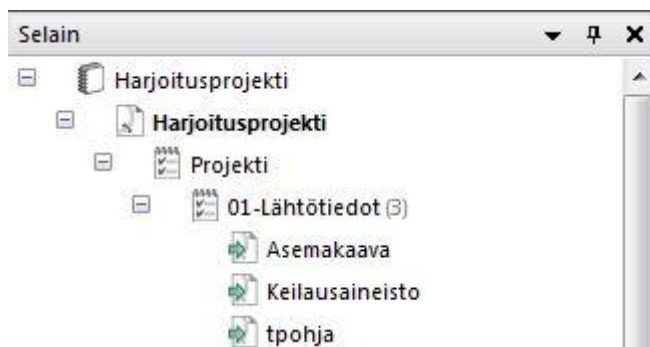 Selain
Harjoitusprojekti
Harjoitusprojekti
Projekti
01-Lähtötiedot (3)
Asemakaava
Keilausaineisto
tpohja